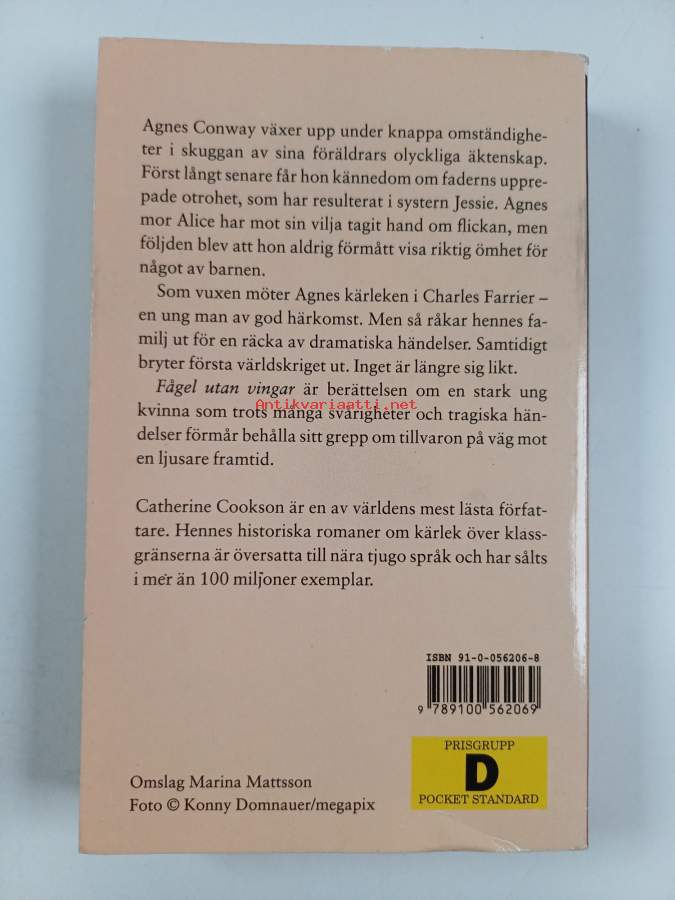 Agnes Conway växer upp under knappa omständighe-
ter i skuggan av sina föräldrars olyckliga äktenskap.
Först långt senare får hon kännedom om faderns uppre-
pade otrohet, som har resulterat i systern Jessie. Agnes
mor Alice har mot sin vilja tagit hand om flickan, men
följden blev att hon aldrig förmått visa riktig ömhet för
något av barnen.
Som vuxen möter Agnes kärleken i Charles Farrier –
en ung man av god härkomst. Men så råkar hennes fa-
milj ut för en räcka av dramatiska händelser. Samtidigt
bryter första världskriget ut. Inget är längre sig likt.
Fågel utan vingar är berättelsen om en stark ung
Antikvariaatti.net
kvinna som trots många svårigheter och tragiska hän-
delser förmår behålla sitt grepp om tillvaron på väg mot
en ljusare framtid.
Catherine Cookson är en av världens mest lästa förfat-
tare. Hennes historiska romaner om kärlek över klass-
gränserna är översatta till nära tjugo språk och har sålts
i mer än 100 miljoner exemplar.
ISBN 91-0-056206-8
9 789100 562069
PRISGRUPP
D
POCKET STANDARD
Omslag Marina Mattsson
Foto © Konny Domnauer/megapix